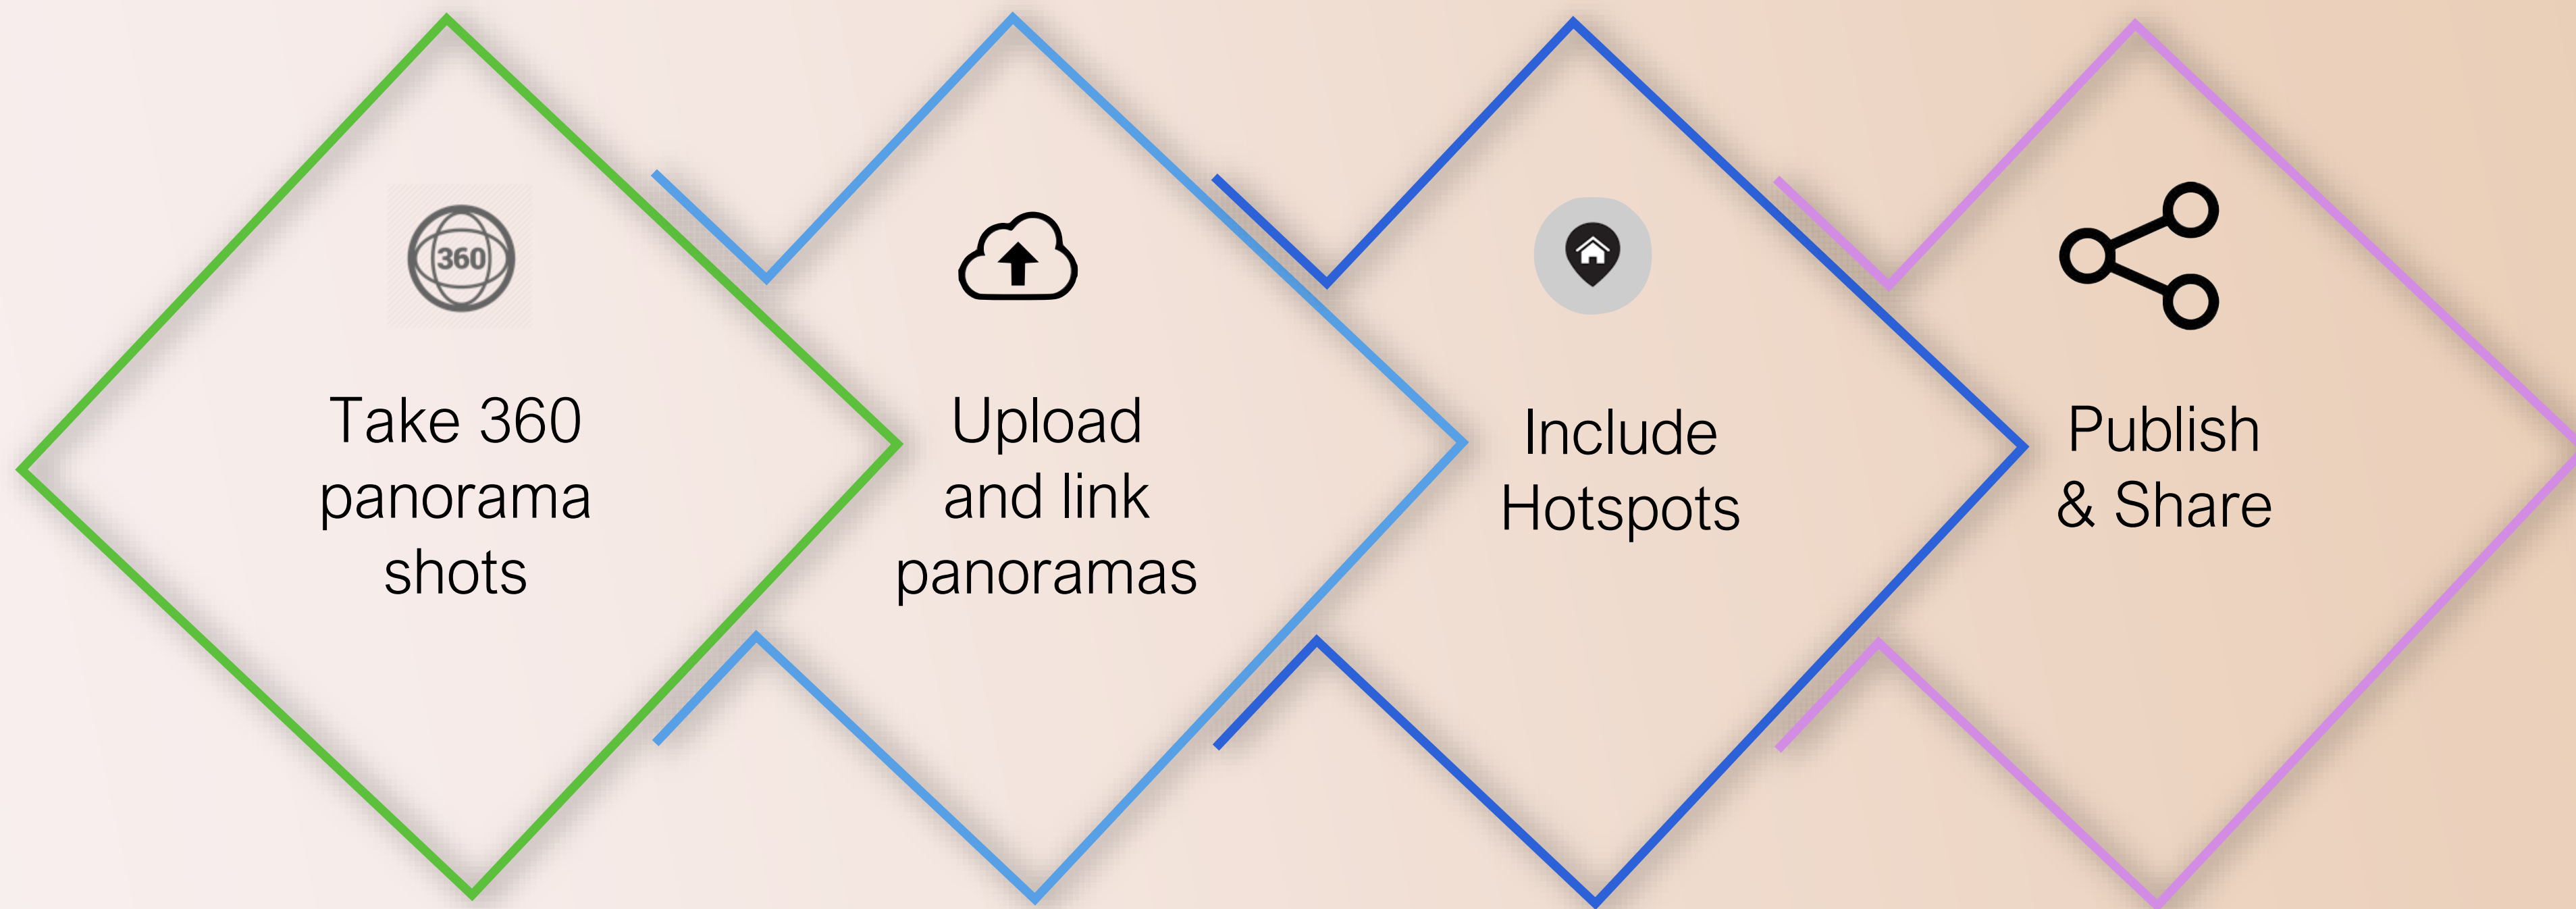 360
Take 360
panorama
shots
Upload
and link
panoramas
Include
Hotspots
Publish
& Share